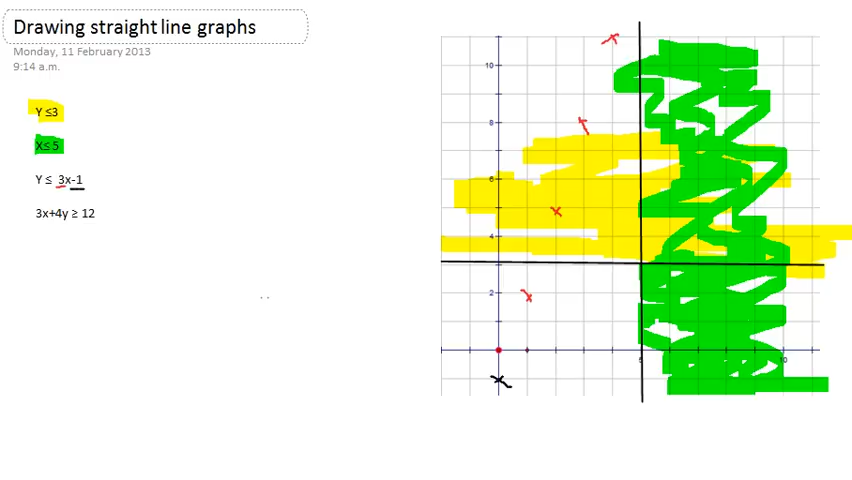 Drawing straight line graphs
Monday, 11 February 2013
9:14 a.m.
Y ≤3
X≤ 5
Y ≤ 3x-1
3x+4y ≥ 12
10
8
6
4
2
5
10